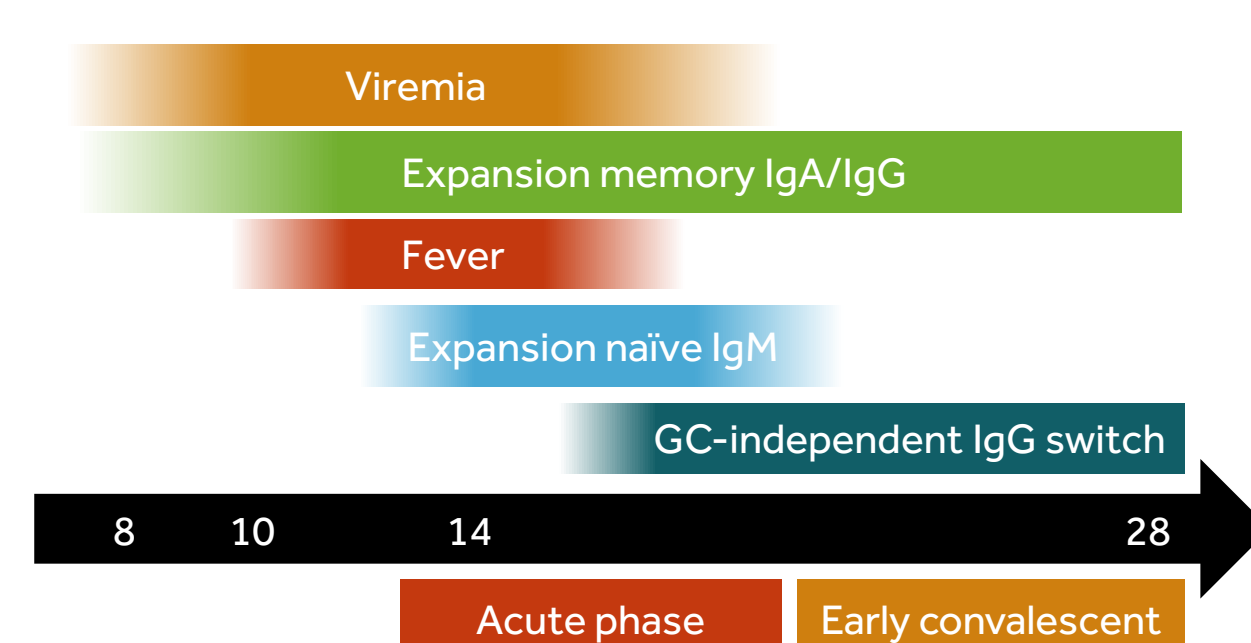 Viremia
Expansion memory IgA/IgG
Fever
Expansion naïve IgM
GC-independent IgG switch
8 10 14 28
Acute phase Early convalescent